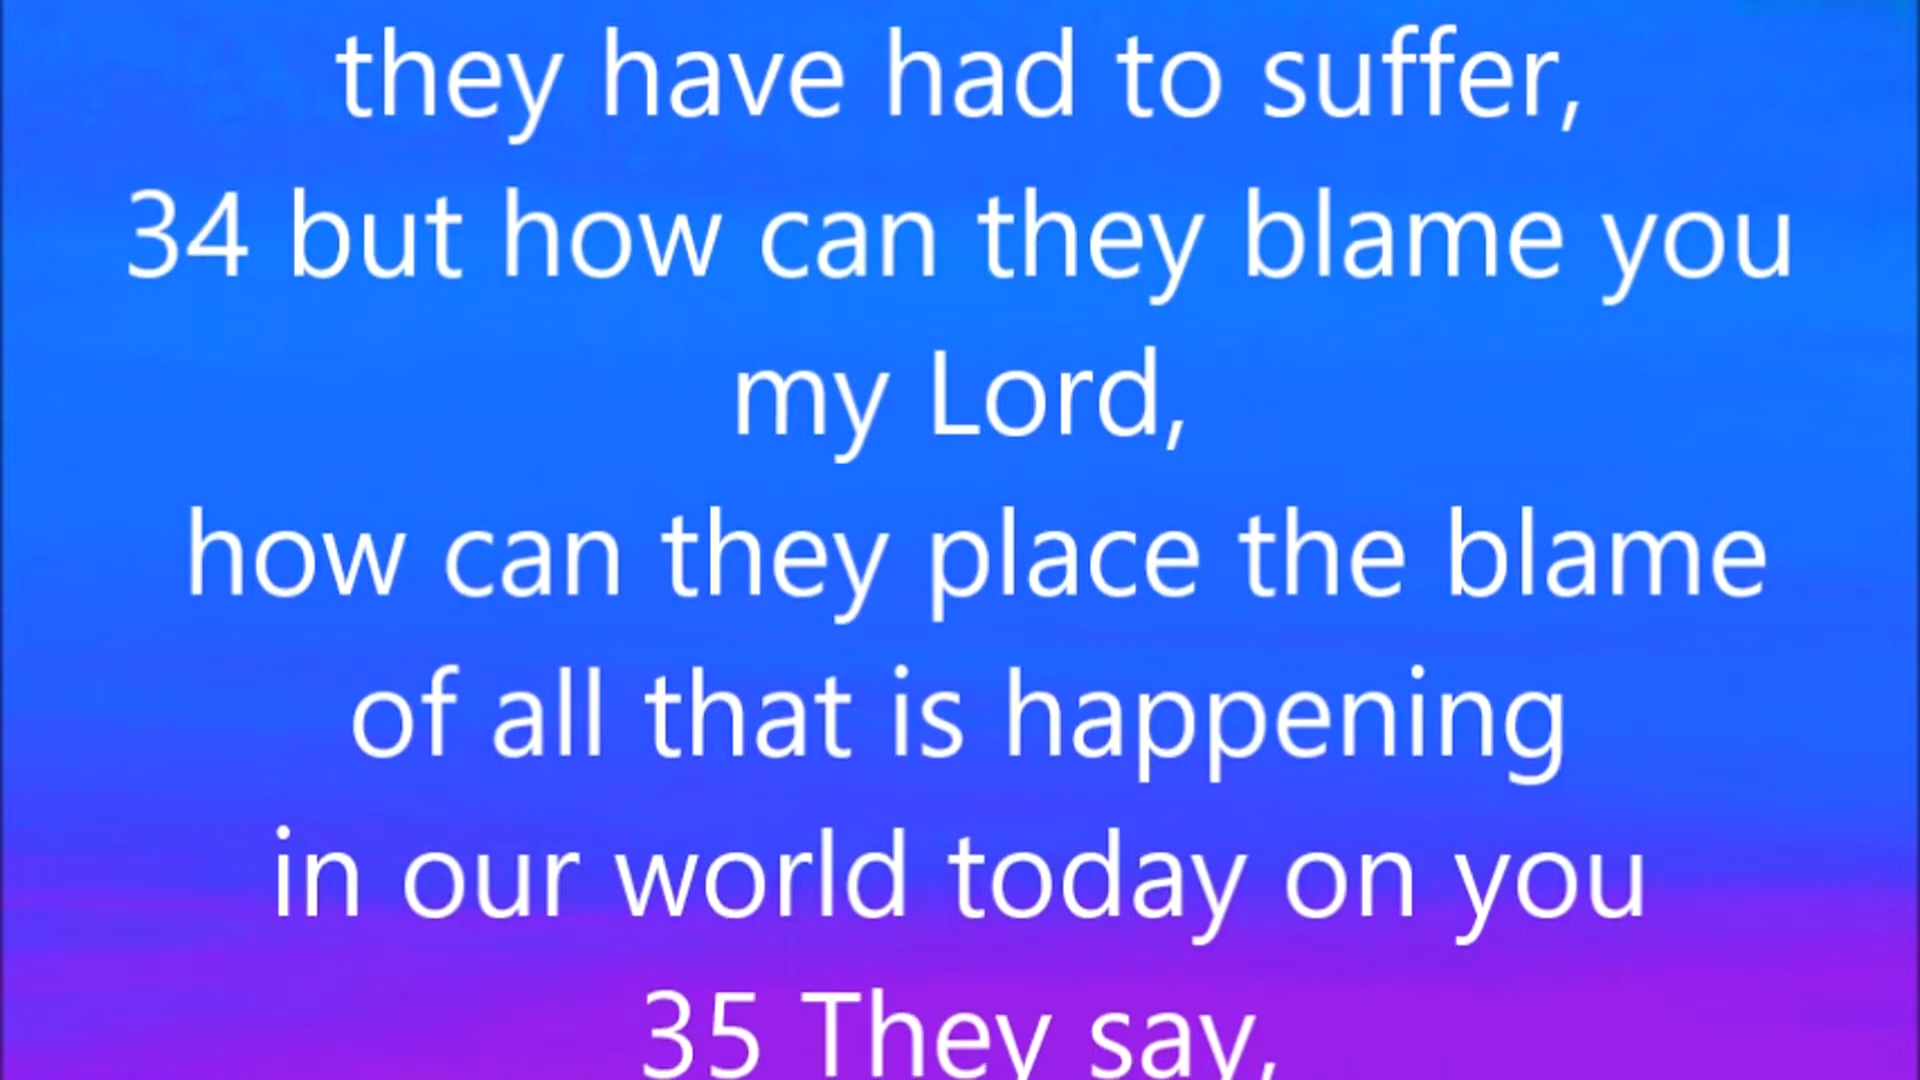 they have had to suffer,
34 but how can they blame you
my Lord,
how can they place the blame
of all that is happening
in our world today on you
35 They say,